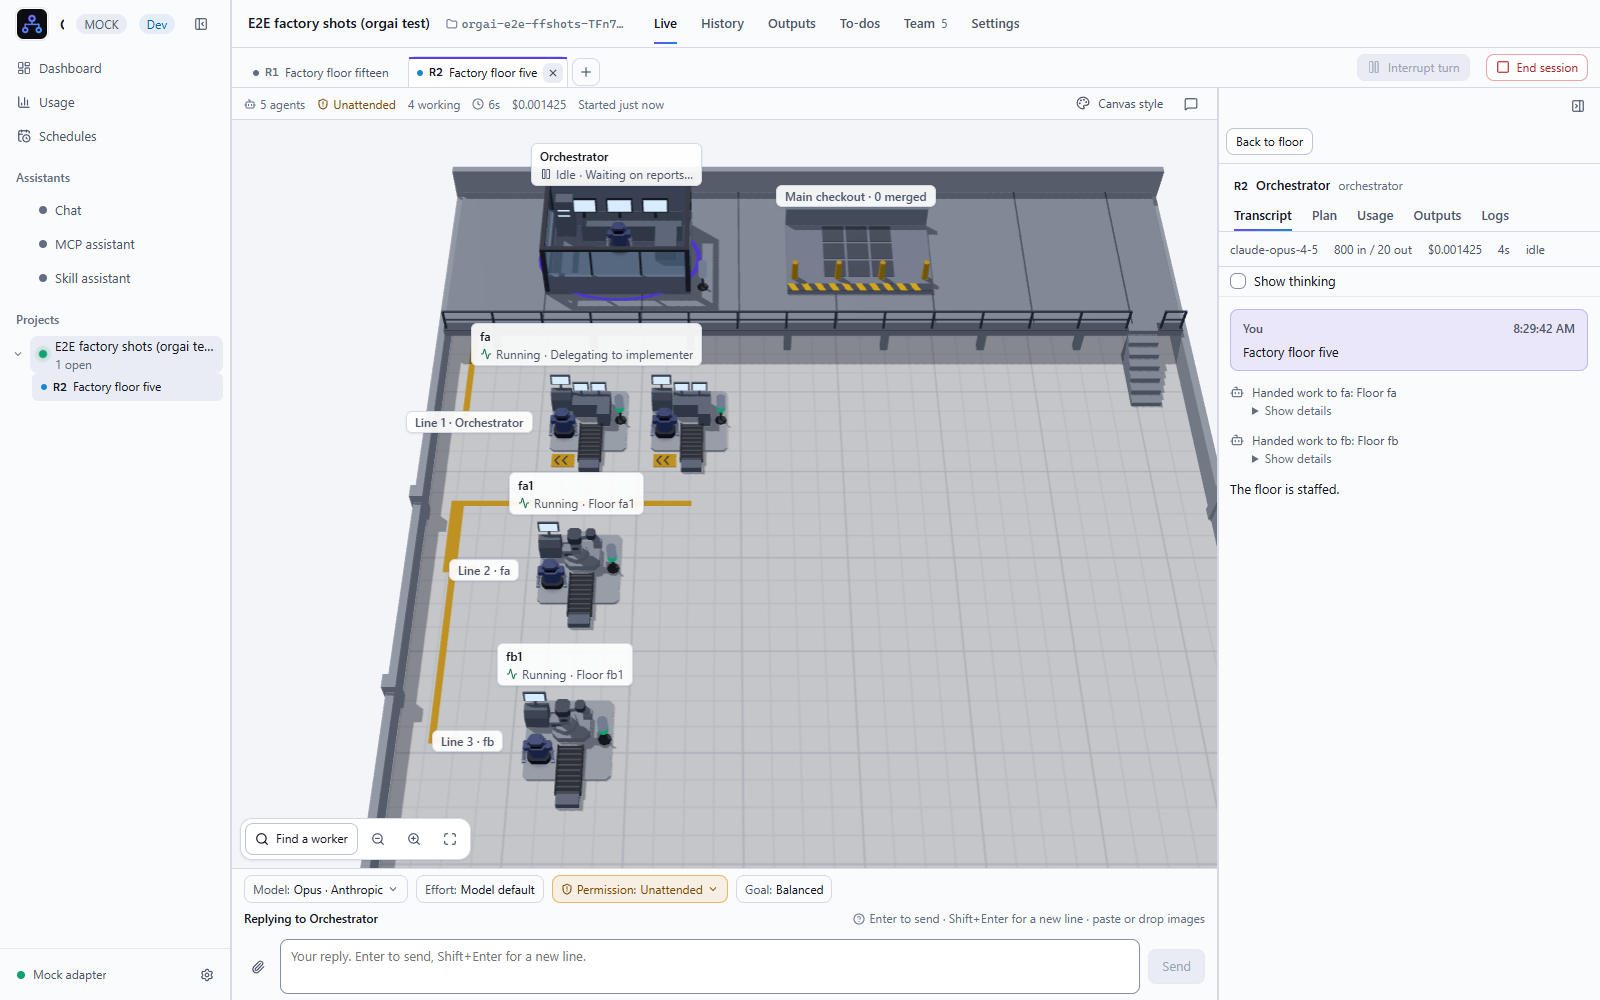 MOCK
Dev
Dashboard
Usage
Schedules
Assistants
Chat
MCP assistant
Skill assistant
Projects
E2E factory shots (orgai te...
1 open
R2 Factory floor five
Mock adapter
E2E factory shots (orgai test)
orgai-e2e-ffshots-TFn7…
Live
History
Outputs
To-dos
Team 5
Settings
R1 Factory floor fifteen
R2 Factory floor five
Interrupt turn
End session
5 agents
Unattended
4 working
6s
$0.001425
Started just now
Canvas style
Orchestrator
Idle · Waiting on reports...
Main checkout · 0 merged
fa
Running · Delegating to implementer
Line 1 · Orchestrator
fa1
Running · Floor fa1
Line 2 · fa
fb1
Running · Floor fb1
Line 3 · fb
Find a worker
Model: Opus · Anthropic
Effort: Model default
Permission: Unattended
Goal: Balanced
Replying to Orchestrator
Enter to send · Shift+Enter for a new line · paste or drop images
Your reply. Enter to send, Shift+Enter for a new line.
Send
Back to floor
R2 Orchestrator orchestrator
Transcript
Plan
Usage
Outputs
Logs
claude-opus-4-5
800 in / 20 out
$0.001425
4s
idle
Show thinking
You
8:29:42 AM
Factory floor five
Handed work to fa: Floor fa
Show details
Handed work to fb: Floor fb
Show details
The floor is staffed.